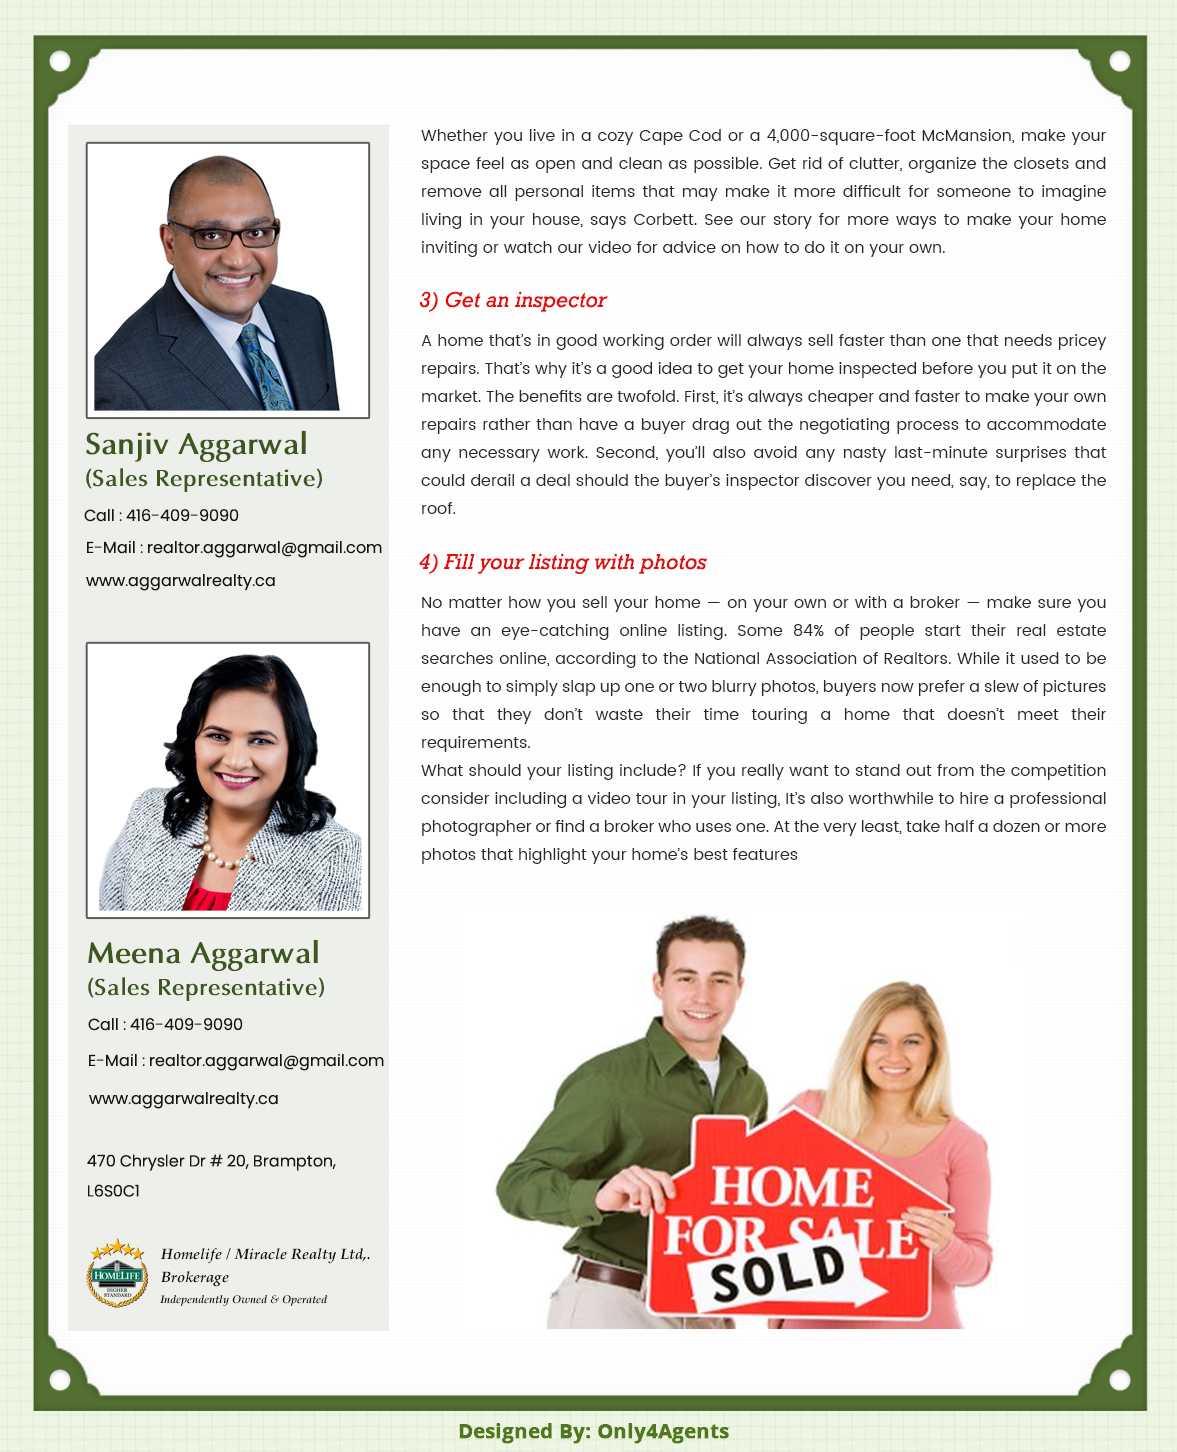 Whether you live in a cozy Cape Cod or a 4,000-square-foot McMansion, make your
space feel as open and clean as possible. Get rid of clutter, organize the closets and
remove all personal items that may make it more difficult for someone to imagine
living in your house, says Corbett. See our story for more ways to make your home
inviting or watch our video for advice on how to do it on your own.
3) Get an inspector
A home that’s in good working order will always sell faster than one that needs pricey
repairs. That’s why it’s a good idea to get your home inspected before you put it on the
market. The benefits are twofold. First, it’s always cheaper and faster to make your own
repairs rather than have a buyer drag out the negotiating process to accommodate
any necessary work. Second, you’ll also avoid any nasty last-minute surprises that
could derail a deal should the buyer’s inspector discover you need, say, to replace the
roof.
4) Fill your listing with photos
No matter how you sell your home — on your own or with a broker — make sure you
have an eye-catching online listing. Some 84% of people start their real estate
searches online, according to the National Association of Realtors. While it used to be
enough to simply slap up one or two blurry photos, buyers now prefer a slew of pictures
so that they don’t waste their time touring a home that doesn’t meet their
requirements.
What should your listing include? If you really want to stand out from the competition
consider including a video tour in your listing, It’s also worthwhile to hire a professional
photographer or find a broker who uses one. At the very least, take half a dozen or more
photos that highlight your home’s best features
HOME
FOR SALE
SOLD
Sanjiv Aggarwal
(Sales Representative)
Call : 416-409-9090
E-Mail : realtor.aggarwal@gmail.com
www.aggarwalrealty.ca
Meena Aggarwal
(Sales Representative)
Call : 416-409-9090
E-Mail : realtor.aggarwal@gmail.com
www.aggarwalrealty.ca
470 Chrysler Dr # 20, Brampton,
L6S0C1
HOMELIFE
HIGHER
STANDARD
Homelife / Miracle Realty Ltd,.
Brokerage
Independently Owned & Operated
Designed By: Only4Agents